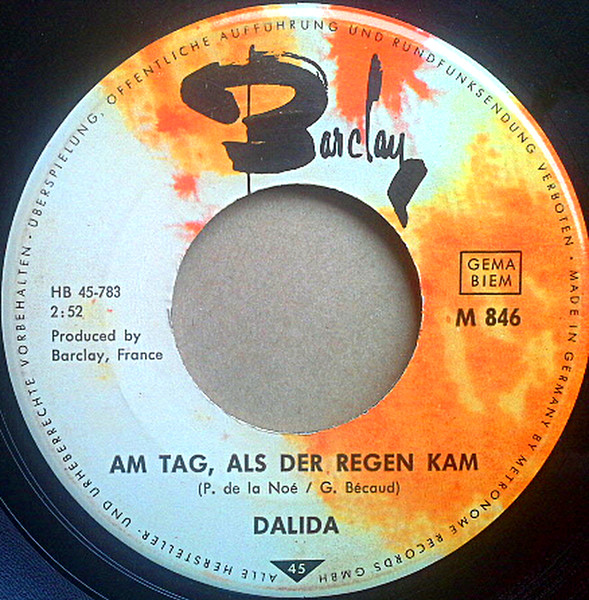 ALLE HERSTELLER- UND URHEBERRECHTE VORBEHALTEN · ÜBERSPIELUNG, ÖFFENTLICHE AUFFÜHRUNG UND RUNDFUNKSENDUNG VERBOTEN · MADE IN GERMANY BY METRONOME RECORDS GMBH
Barclay
HB 45-783
2:52
Produced by
Barclay, France
GEMA
BIEM
M 846
AM TAG, ALS DER REGEN KAM
(P. de la Noé / G. Bécaud)
DALIDA
45